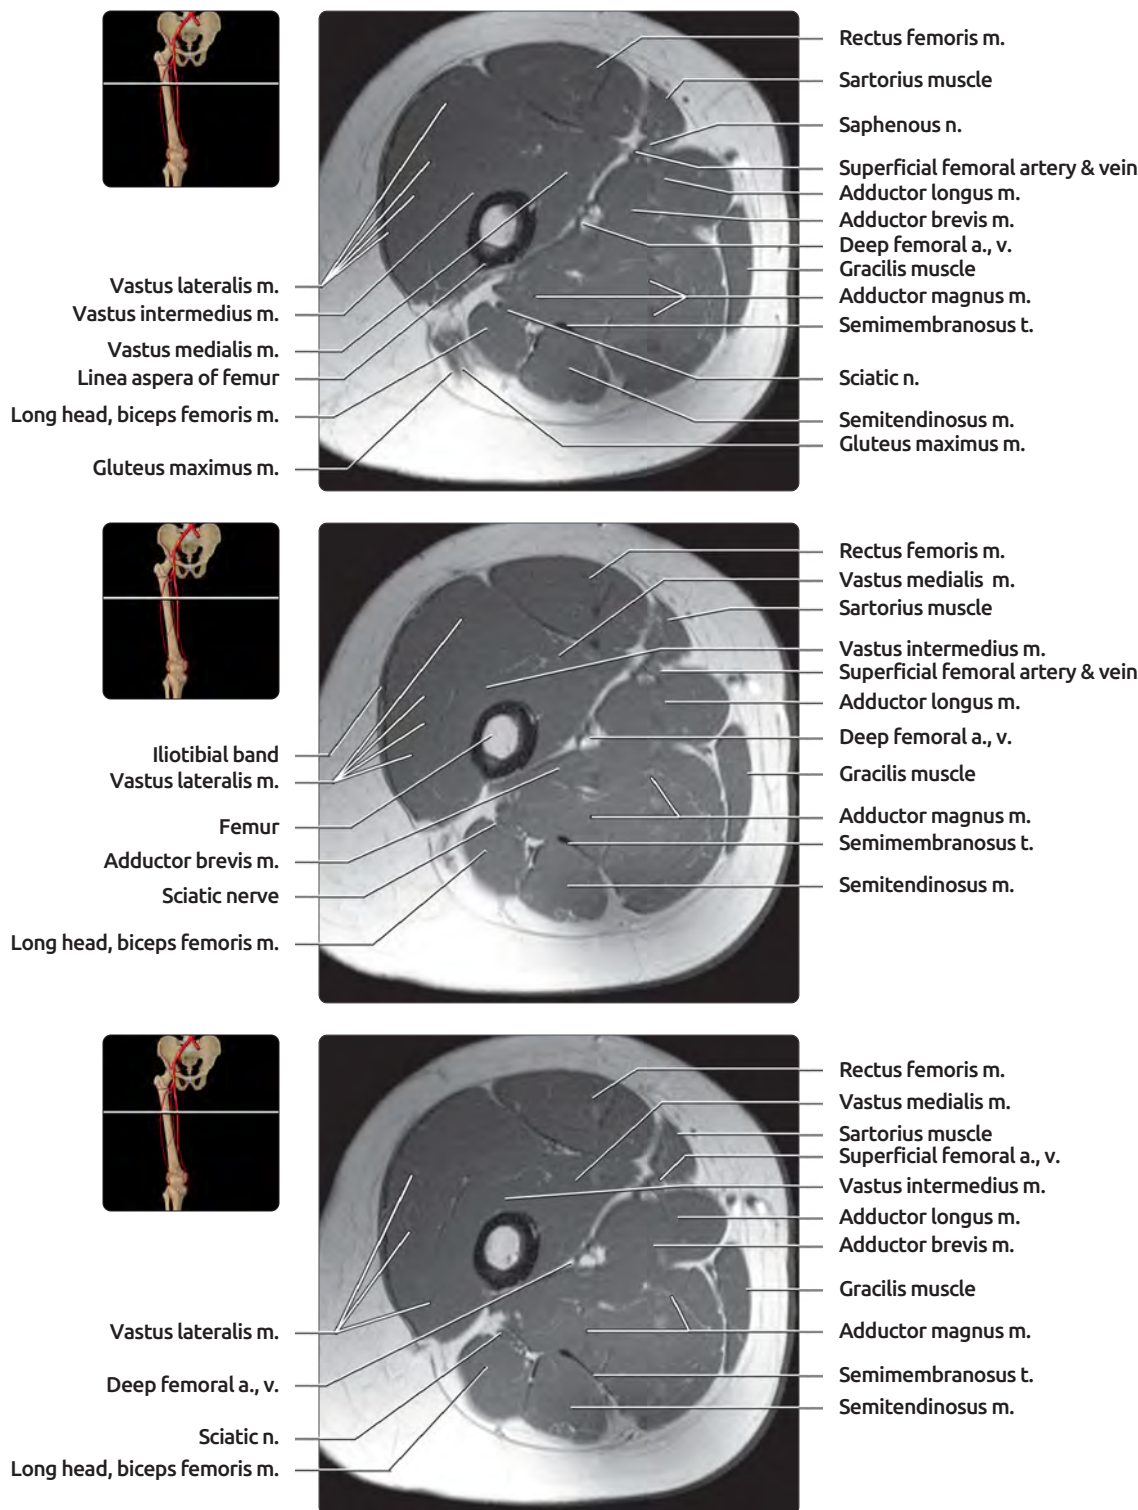 Rectus femoris m.
Sartorius muscle
Saphenous n.
Superficial femoral artery & vein
Adductor longus m.
Adductor brevis m.
Deep femoral a., v.
Gracilis muscle
Adductor magnus m.
Semimembranosus t.
Sciatic n.
Semitendinosus m.
Gluteus maximus m.
Vastus lateralis m.
Vastus intermedius m.
Vastus medialis m.
Linea aspera of femur
Long head, biceps femoris m.
Gluteus maximus m.
Rectus femoris m.
Vastus medialis m.
Sartorius muscle
Vastus intermedius m.
Superficial femoral artery & vein
Adductor longus m.
Deep femoral a., v.
Gracilis muscle
Adductor magnus m.
Semimembranosus t.
Semitendinosus m.
Iliotibial band
Vastus lateralis m.
Femur
Adductor brevis m.
Sciatic nerve
Long head, biceps femoris m.
Rectus femoris m.
Vastus medialis m.
Sartorius muscle
Superficial femoral a., v.
Vastus intermedius m.
Adductor longus m.
Adductor brevis m.
Gracilis muscle
Adductor magnus m.
Semimembranosus t.
Semitendinosus m.
Vastus lateralis m.
Deep femoral a., v.
Sciatic n.
Long head, biceps femoris m.